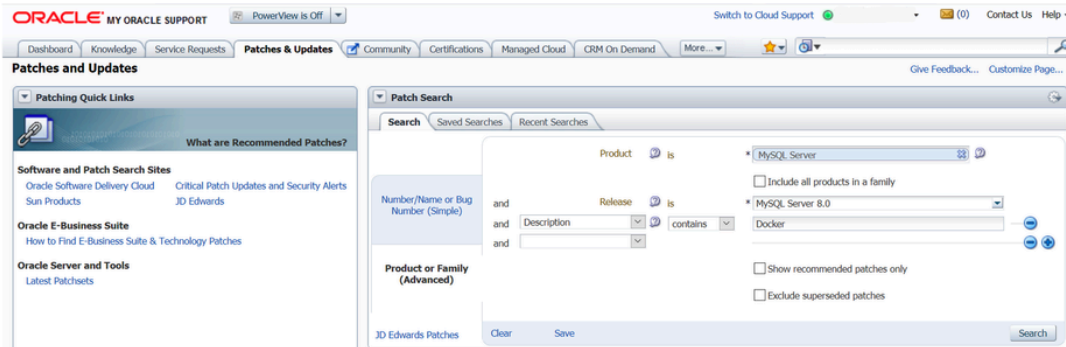 ORACLE MY ORACLE SUPPORT PowerView is Off Switch to Cloud Support (0) Contact Us Help
Dashboard Knowledge Service Requests Patches & Updates Community Certifications Managed Cloud CRM On Demand More...
Patches and Updates Give Feedback... Customize Page...
Patching Quick Links
What are Recommended Patches?
Software and Patch Search Sites
Oracle Software Delivery Cloud Critical Patch Updates and Security Alerts
Sun Products JD Edwards
Oracle E-Business Suite
How to Find E-Business Suite & Technology Patches
Oracle Server and Tools
Latest Patchsets
Patch Search
Search Saved Searches Recent Searches
Number/Name or Bug
Number (Simple)
Product or Family
(Advanced)
JD Edwards Patches
Product is * MySQL Server
Include all products in a family
and Release is * MySQL Server 8.0
and Description contains Docker
and
Show recommended patches only
Exclude superseded patches
Clear Save Search